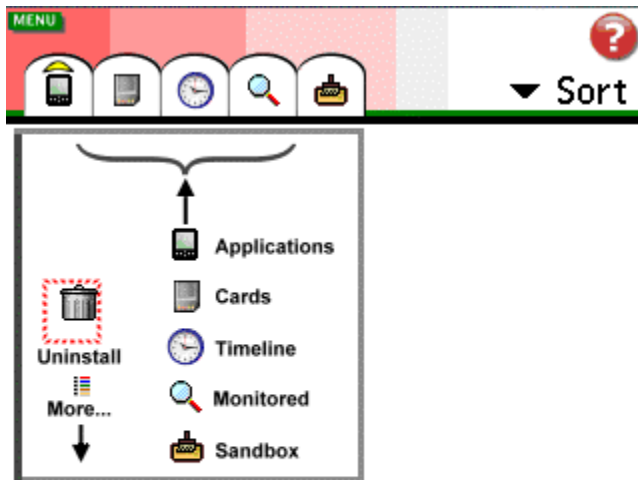 MENU
Sort
Applications
Cards
Uninstall
Timeline
More...
Monitored
Sandbox